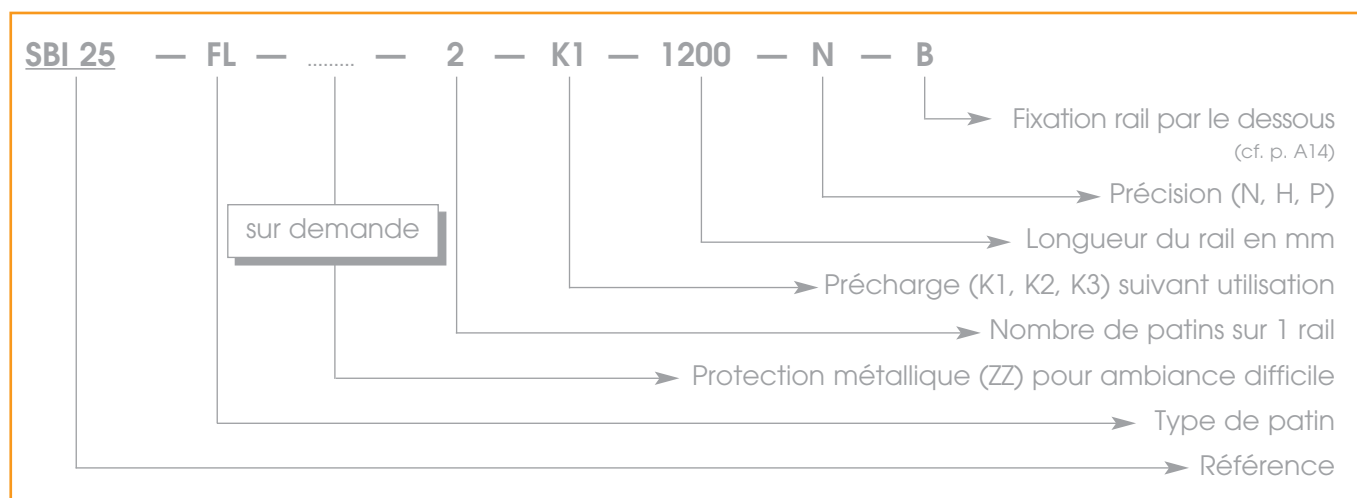 SBI 25 — FL — ......... — 2 — K1 — 1200 — N — B
Fixation rail par le dessous
(cf. p. A14)
Précision (N, H, P)
sur demande
Longueur du rail en mm
Précharge (K1, K2, K3) suivant utilisation
Nombre de patins sur 1 rail
Protection métallique (ZZ) pour ambiance difficile
Type de patin
Référence